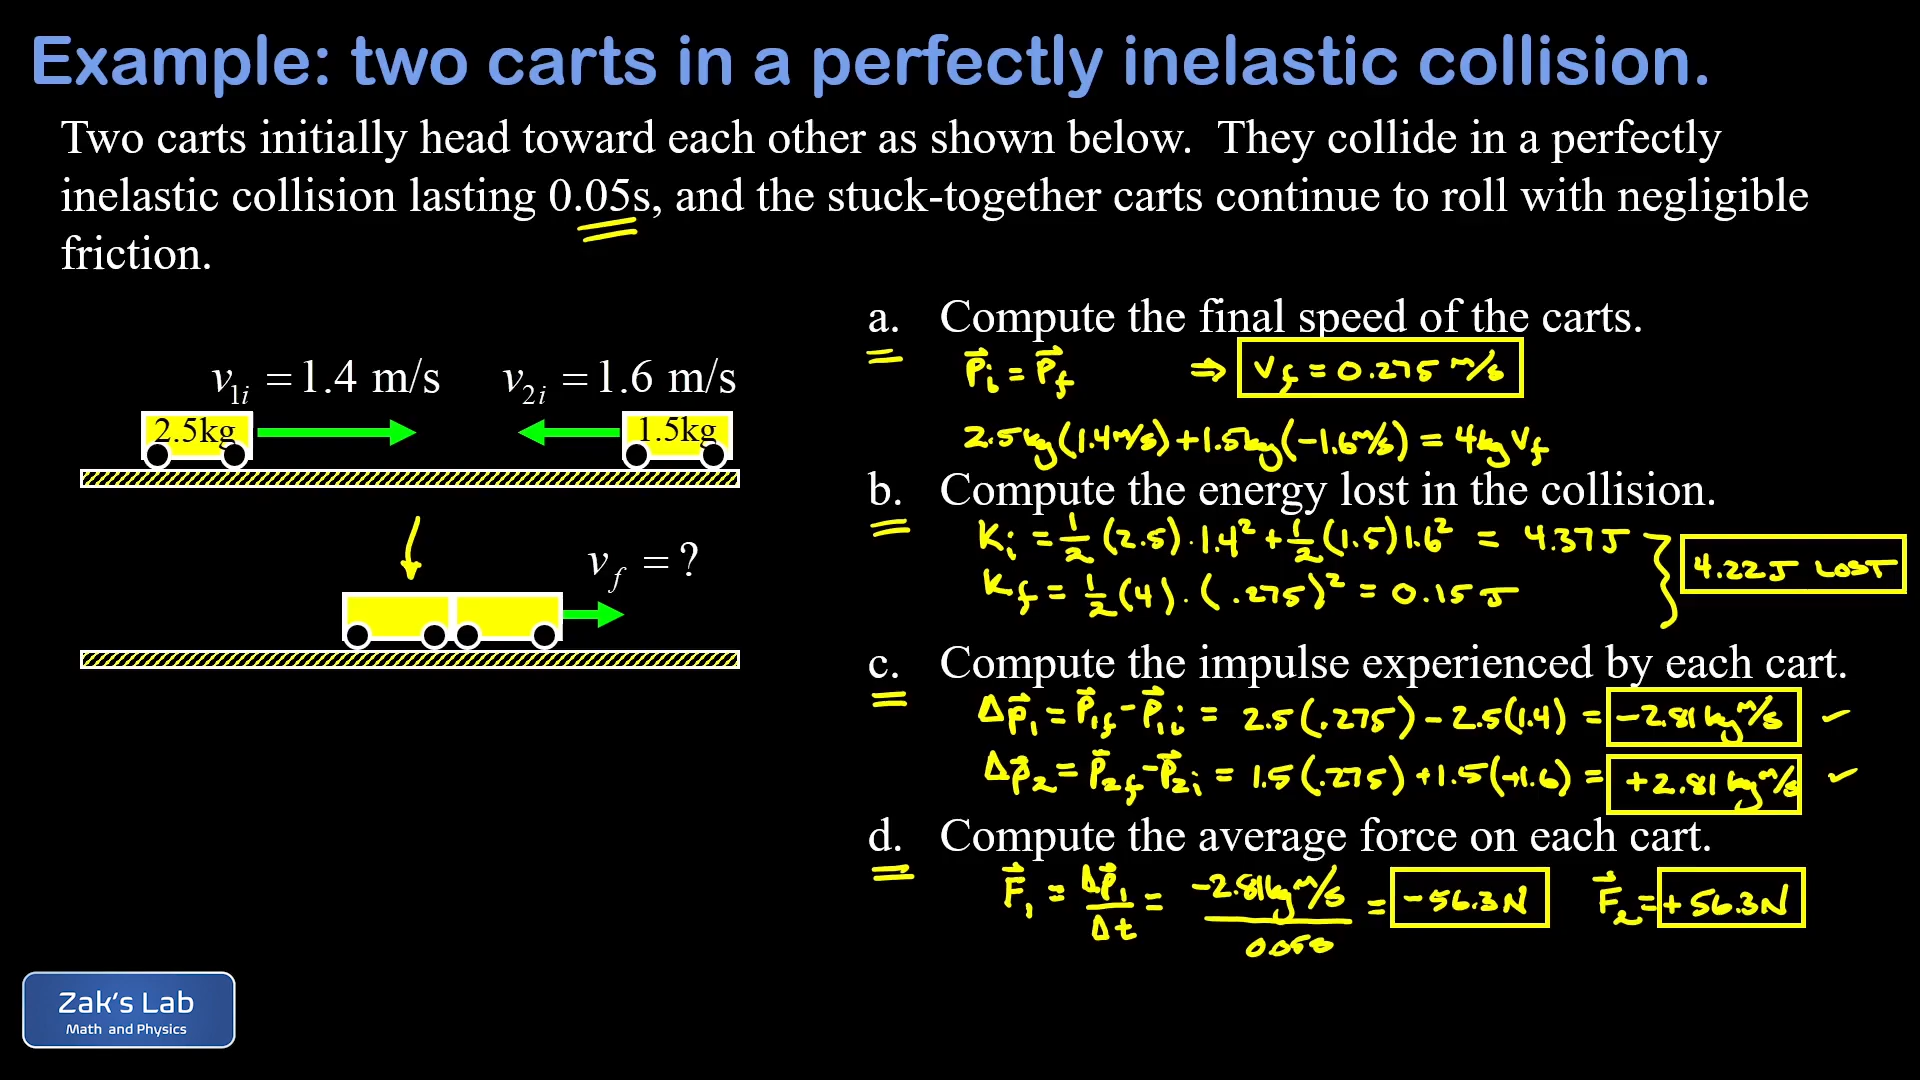 Example: two carts in a perfectly inelastic collision.
Two carts initially head toward each other as shown below. They collide in a perfectly
inelastic collision lasting 0.05s, and the stuck-together carts continue to roll with negligible
friction.
v₁ᵢ = 1.4 m/s
v₂ᵢ = 1.6 m/s
2.5kg
1.5kg
v_f = ?
a. Compute the final speed of the carts.
P⃗ᵢ = P⃗_f ⇒ v_f = 0.275 m/s
2.5kg(1.4m/s)+1.5kg(-1.6m/s) = 4kg v_f
b. Compute the energy lost in the collision.
Kᵢ = ½(2.5)·1.4²+½(1.5)1.6² = 4.37J
K_f = ½(4)·(.275)² = 0.15J
4.22J LOST
c. Compute the impulse experienced by each cart.
Δp⃗₁ = P⃗₁f - P⃗₁ᵢ = 2.5(.275) - 2.5(1.4) = -2.81 kg m/s ✓
Δp⃗₂ = P⃗₂f - P⃗₂ᵢ = 1.5(.275) + 1.5(+1.6) = +2.81 kg m/s ✓
d. Compute the average force on each cart.
F⃗₁ = ΔP⃗₁/Δt = -2.81kg m/s / 0.05s = -56.3N F⃗₂ = +56.3N
Zak's Lab
Math and Physics